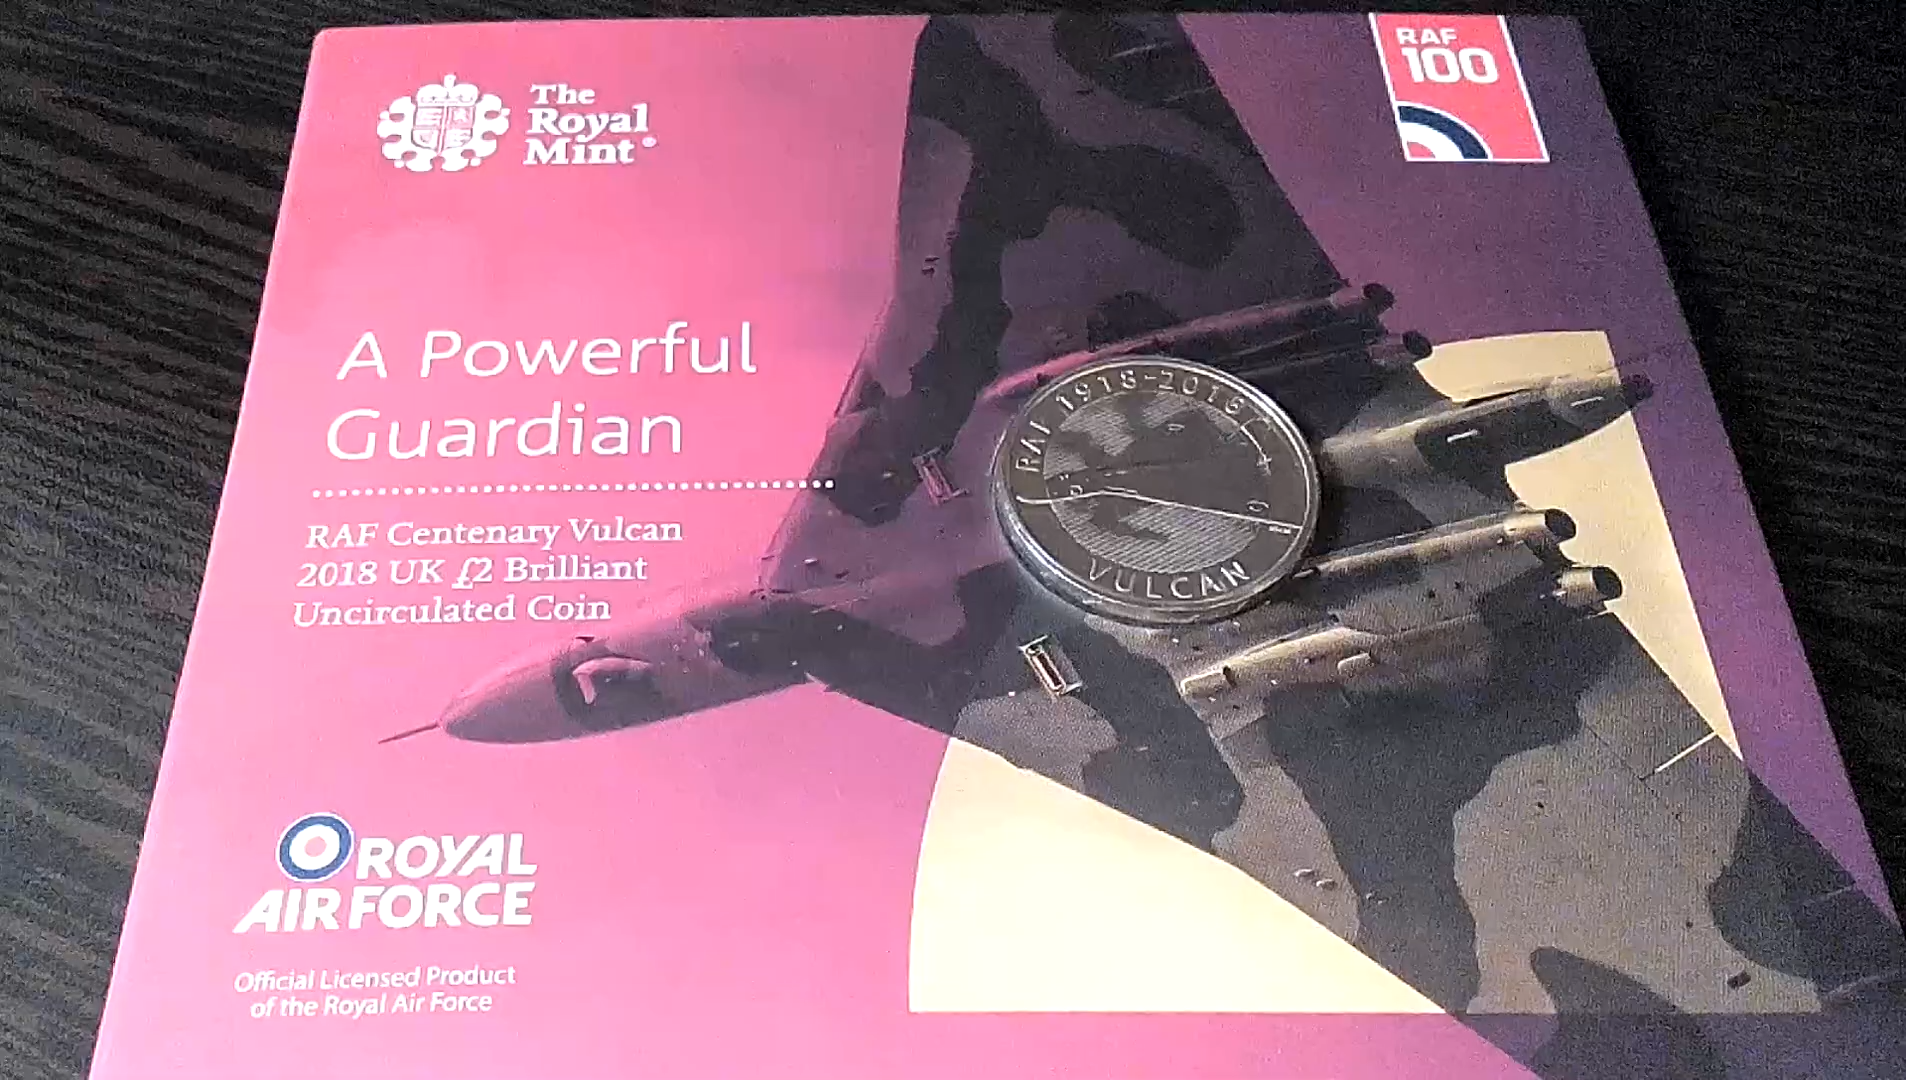 The
Royal
Mint®
RAF
100
A Powerful
Guardian
RAF Centenary Vulcan
2018 UK £2 Brilliant
Uncirculated Coin
RAF 1918-2018
VULCAN
ROYAL
AIR FORCE
Official Licensed Product
of the Royal Air Force